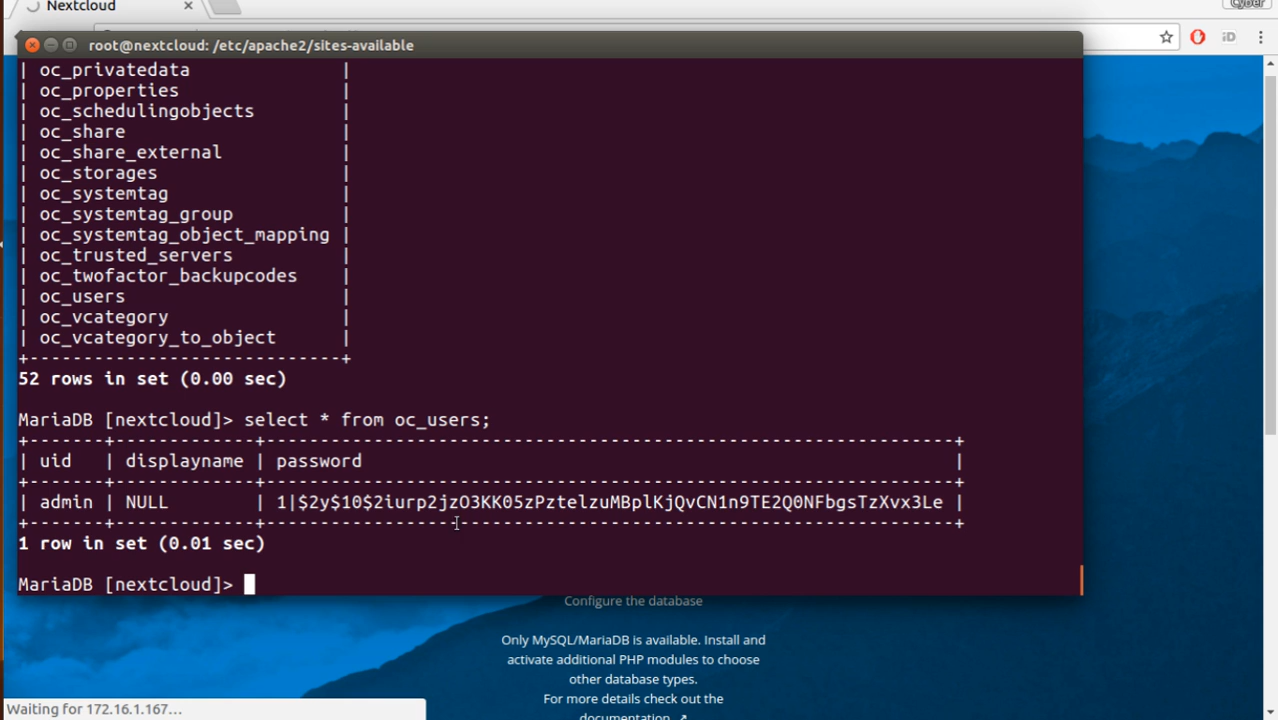 Nextcloud ×
Cyber
root@nextcloud: /etc/apache2/sites-available
iD
| oc_privatedata |
| oc_properties |
| oc_schedulingobjects |
| oc_share |
| oc_share_external |
| oc_storages |
| oc_systemtag |
| oc_systemtag_group |
| oc_systemtag_object_mapping |
| oc_trusted_servers |
| oc_twofactor_backupcodes |
| oc_users |
| oc_vcategory |
| oc_vcategory_to_object |
+-----------------------------+
52 rows in set (0.00 sec)
MariaDB [nextcloud]> select * from oc_users;
+-------+-------------+----------------------------------------------------------------+
| uid | displayname | password |
+-------+-------------+----------------------------------------------------------------+
| admin | NULL | 1|$2y$10$2iurp2jzO3KK05zPztelzuMBplKjQvCN1n9TE2Q0NFbgsTzXvx3Le |
+-------+-------------+----------------------------------------------------------------+
1 row in set (0.01 sec)
MariaDB [nextcloud]>
Configure the database
Only MySQL/MariaDB is available. Install and
activate additional PHP modules to choose
other database types.
For more details check out the
documentation. ↗
Waiting for 172.16.1.167...